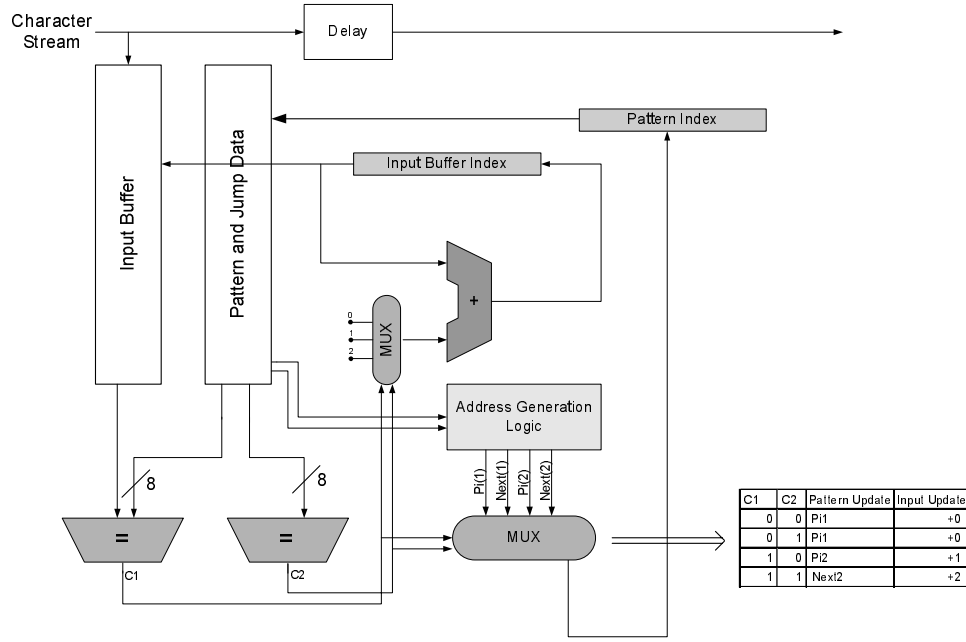 Character
Stream
Delay
Pattern Index
Input Buffer Index
Input Buffer
Pattern and Jump Data
+
0
1
2
MUX
Address Generation
Logic
Pi(1)
Next(1)
Pi(2)
Next(2)
8
8
=
=
MUX
C1
C2
C1 C2 Pattern Update Input Update
0 0 Pi1 +0
0 1 Pi1 +0
1 0 Pi2 +1
1 1 Next2 +2